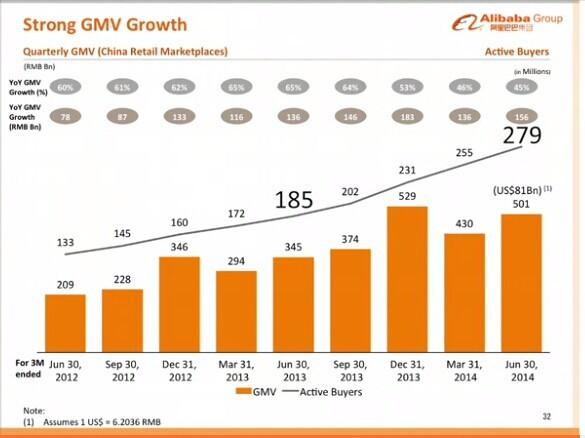 Strong GMV Growth
Alibaba Group
阿里巴巴集团
Quarterly GMV (China Retail Marketplaces)
Active Buyers
(RMB Bn)
(in Millions)
YoY GMV
Growth (%)
60% 61% 62% 65% 65% 64% 53% 46% 45%
YoY GMV
Growth
(RMB Bn)
78 87 133 116 136 146 183 136 156
133 145 160 172 185 202 231 255 279
(US$81Bn) (1)
209 228 346 294 345 374 529 430 501
For 3M
ended
Jun 30, 2012
Sep 30, 2012
Dec 31, 2012
Mar 31, 2013
Jun 30, 2013
Sep 30, 2013
Dec 31, 2013
Mar 31, 2014
Jun 30, 2014
GMV Active Buyers
Note:
(1) Assumes 1 US$ = 6.2036 RMB
32